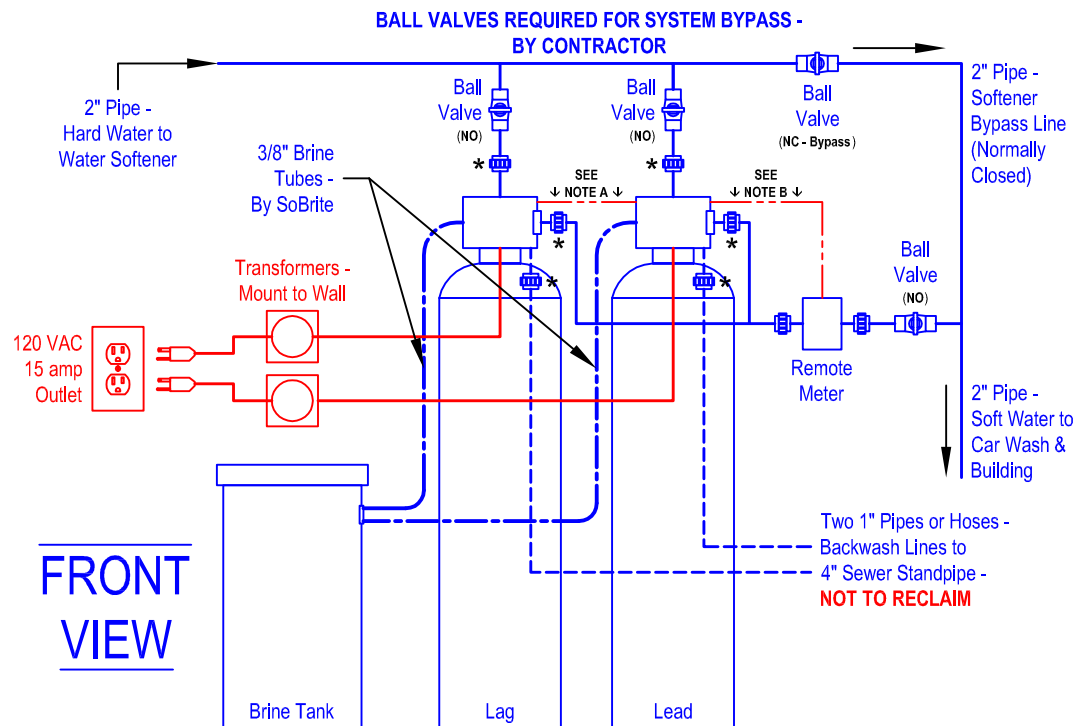 BALL VALVES REQUIRED FOR SYSTEM BYPASS -
BY CONTRACTOR
2" Pipe -
Hard Water to
Water Softener
Ball
Valve
(NO)
*
Ball
Valve
(NO)
*
Ball
Valve
(NC - Bypass)
2" Pipe -
Softener
Bypass Line
(Normally
Closed)
3/8" Brine
Tubes -
By SoBrite
SEE
↓ NOTE A ↓
SEE
↓ NOTE B ↓
*
*
*
*
Ball
Valve
(NO)
Transformers -
Mount to Wall
120 VAC
15 amp
Outlet
Remote
Meter
2" Pipe -
Soft Water to
Car Wash &
Building
Two 1" Pipes or Hoses -
Backwash Lines to
4" Sewer Standpipe -
NOT TO RECLAIM
FRONT
VIEW
Brine Tank
Lag
Lead